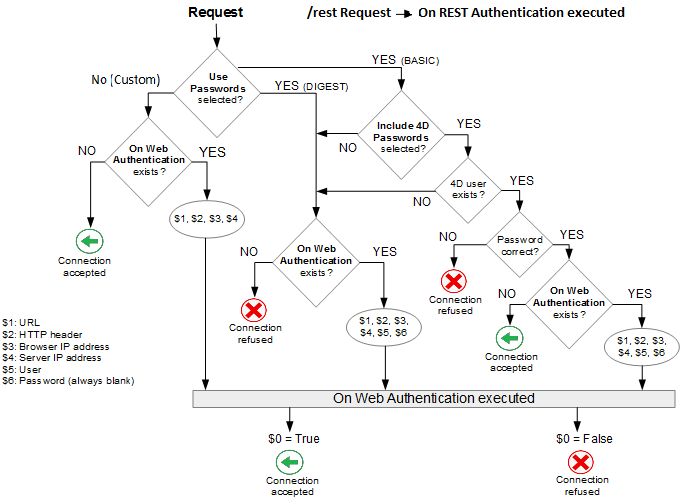 Request
/rest Request → On REST Authentication executed
YES (BASIC)
No (Custom)
Use
Passwords
selected?
YES (DIGEST)
Include 4D
Passwords
selected?
YES
NO
On Web
Authentication
exists ?
NO
YES
4D user
exists ?
YES
NO
$1, $2, $3, $4
Connection
accepted
NO
On Web
Authentication
exists ?
YES
NO
Password
correct?
YES
Connection
refused
NO
On Web
Authentication
exists ?
YES
Connection
refused
$1, $2, $3,
$4, $5, $6
Connection
accepted
$1, $2, $3,
$4, $5, $6
$1: URL
$2: HTTP header
$3: Browser IP address
$4: Server IP address
$5: User
$6: Password (always blank)
On Web Authentication executed
$0 = True
$0 = False
Connection
accepted
Connection
refused